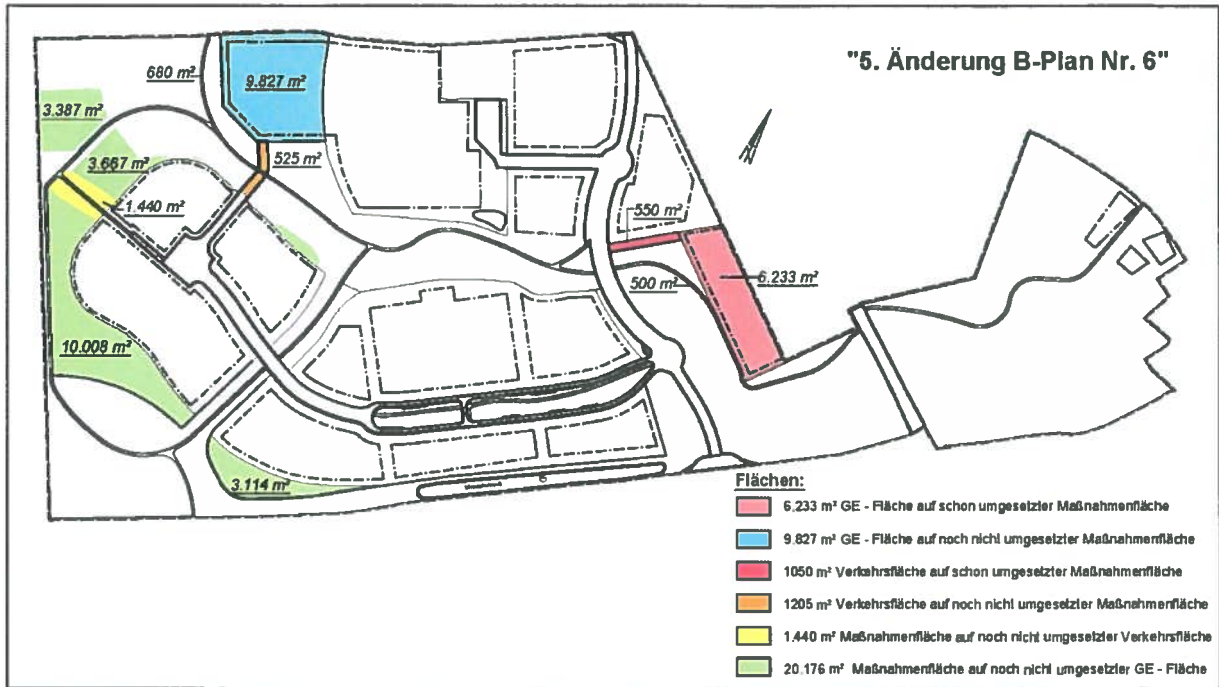 "5. Änderung B-Plan Nr. 6"
680 m²
9.827 m²
3.387 m²
3.667 m²
525 m²
1.440 m²
550 m²
500 m²
6.233 m²
10.008 m²
3.114 m²
Flächen:
6.233 m² GE - Fläche auf schon umgesetzter Maßnahmenfläche
9.827 m² GE - Fläche auf noch nicht umgesetzter Maßnahmenfläche
1050 m² Verkehrsfläche auf schon umgesetzter Maßnahmenfläche
1205 m² Verkehrsfläche auf noch nicht umgesetzter Maßnahmenfläche
1.440 m² Maßnahmenfläche auf noch nicht umgesetzter Verkehrsfläche
20.176 m² Maßnahmenfläche auf noch nicht umgesetzter GE - Fläche